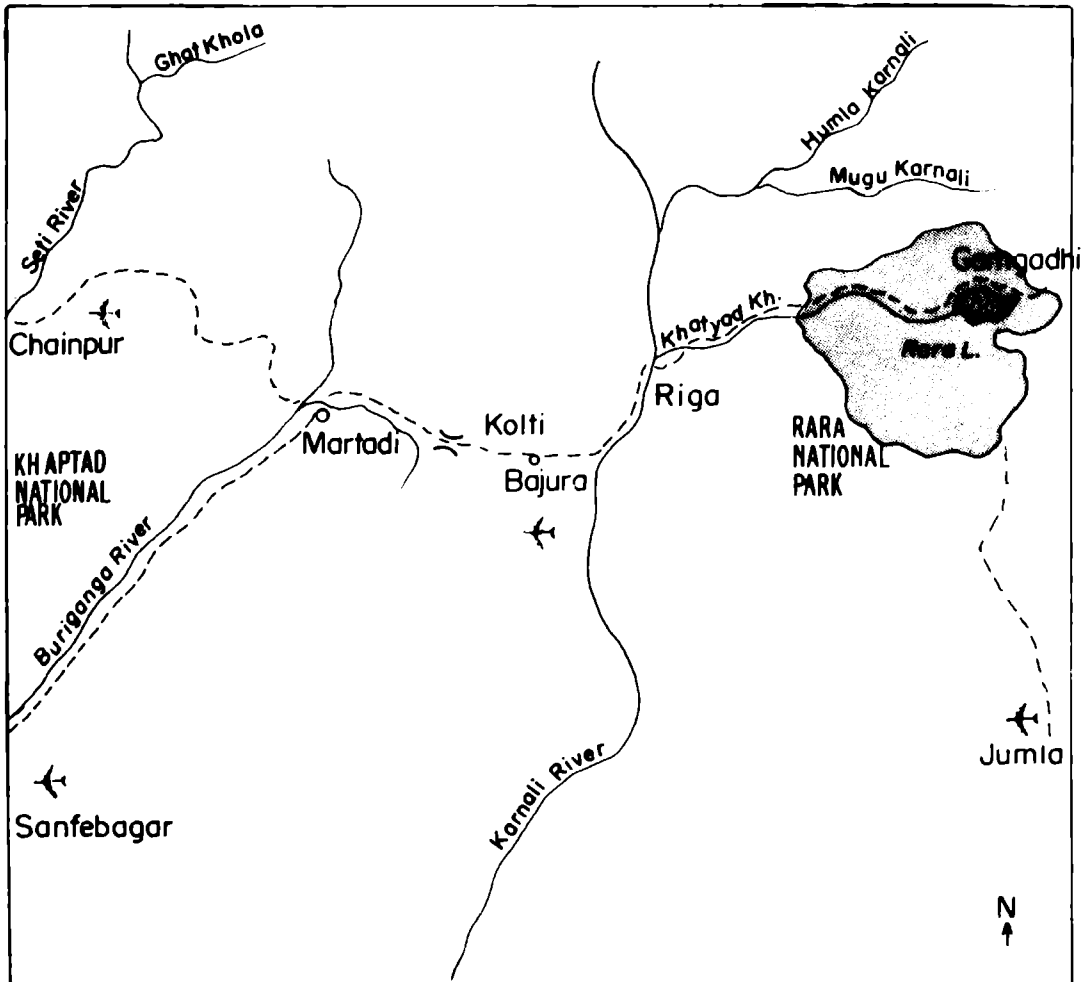 Ghat Khola
Humla Karnali
Mugu Karnali
Seti River
Gamgadhi
Chainpur
Khatyad Kh.
Rara L.
Riga
Kolti
Martadi
Bajura
RARA
NATIONAL
PARK
KHAPTAD
NATIONAL
PARK
Buriganga River
Jumla
Karnali River
Sanfebagar
N